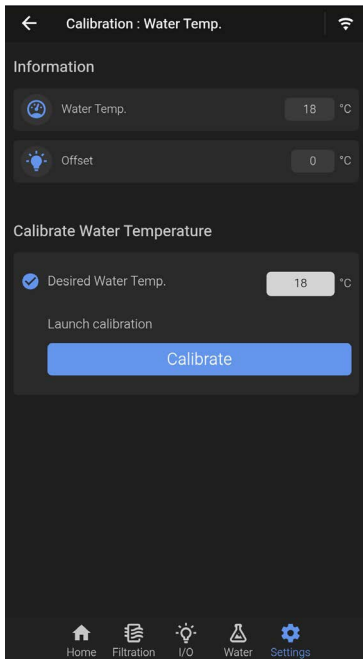 Calibration : Water Temp.
Information
Water Temp. 18 °C
Offset 0 °C
Calibrate Water Temperature
Desired Water Temp. 18 °C
Launch calibration
Calibrate
Home Filtration I/O Water Settings